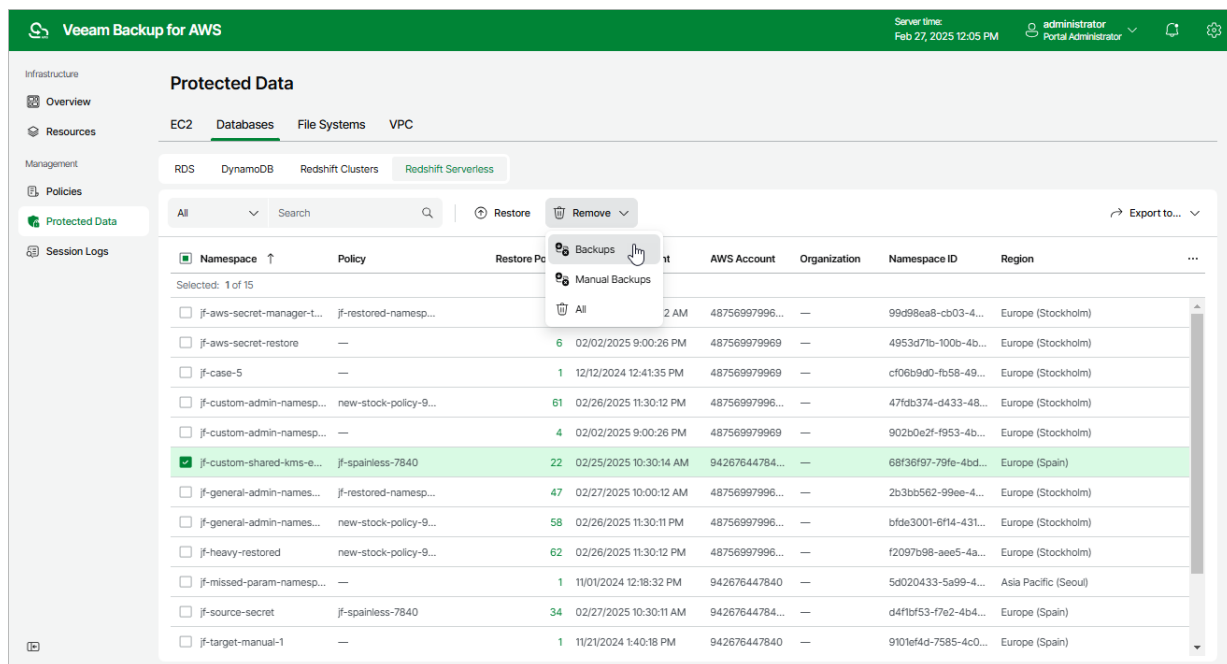 Veeam Backup for AWS
Server time:
Feb 27, 2025 12:05 PM
administrator
Portal Administrator
Infrastructure
Overview
Resources
Management
Policies
Protected Data
Session Logs
Protected Data
EC2 Databases File Systems VPC
RDS DynamoDB Redshift Clusters Redshift Serverless
All Search Restore Remove Export to...
Backups
Manual Backups
All
Namespace ↑ Policy Restore Po AWS Account Organization Namespace ID Region ...
Selected: 1 of 15
jf-aws-secret-manager-t... jf-restored-namesp... 2 AM 48756997996... — 99d98ea8-cb03-4... Europe (Stockholm)
jf-aws-secret-restore — 6 02/02/2025 9:00:26 PM 487569979969 — 4953d71b-100b-4b... Europe (Stockholm)
jf-case-5 — 1 12/12/2024 12:41:35 PM 487569979969 — cf06b9d0-fb58-49... Europe (Stockholm)
jf-custom-admin-namesp... new-stock-policy-9... 61 02/26/2025 11:30:12 PM 48756997996... — 47fdb374-d433-48... Europe (Stockholm)
jf-custom-admin-namesp... — 4 02/02/2025 9:00:26 PM 487569979969 — 902b0e2f-f953-4b... Europe (Stockholm)
jf-custom-shared-kms-e... jf-spainless-7840 22 02/25/2025 10:30:14 AM 94267644784... — 68f36f97-79fe-4bd... Europe (Spain)
jf-general-admin-names... jf-restored-namesp... 47 02/27/2025 10:00:12 AM 48756997996... — 2b3bb562-99ee-4... Europe (Stockholm)
jf-general-admin-names... new-stock-policy-9... 58 02/26/2025 11:30:11 PM 48756997996... — bfde3001-6f14-431... Europe (Stockholm)
jf-heavy-restored new-stock-policy-9... 62 02/26/2025 11:30:12 PM 48756997996... — f2097b98-aee5-4a... Europe (Stockholm)
jf-missed-param-namesp... — 1 11/01/2024 12:18:32 PM 942676447840 — 5d020433-5a99-4... Asia Pacific (Seoul)
jf-source-secret jf-spainless-7840 34 02/27/2025 10:30:11 AM 94267644784... — d4f1bf53-f7e2-4b4... Europe (Spain)
jf-target-manual-1 — 1 11/21/2024 1:40:18 PM 942676447840 — 9101ef4d-7585-4c0... Europe (Spain)